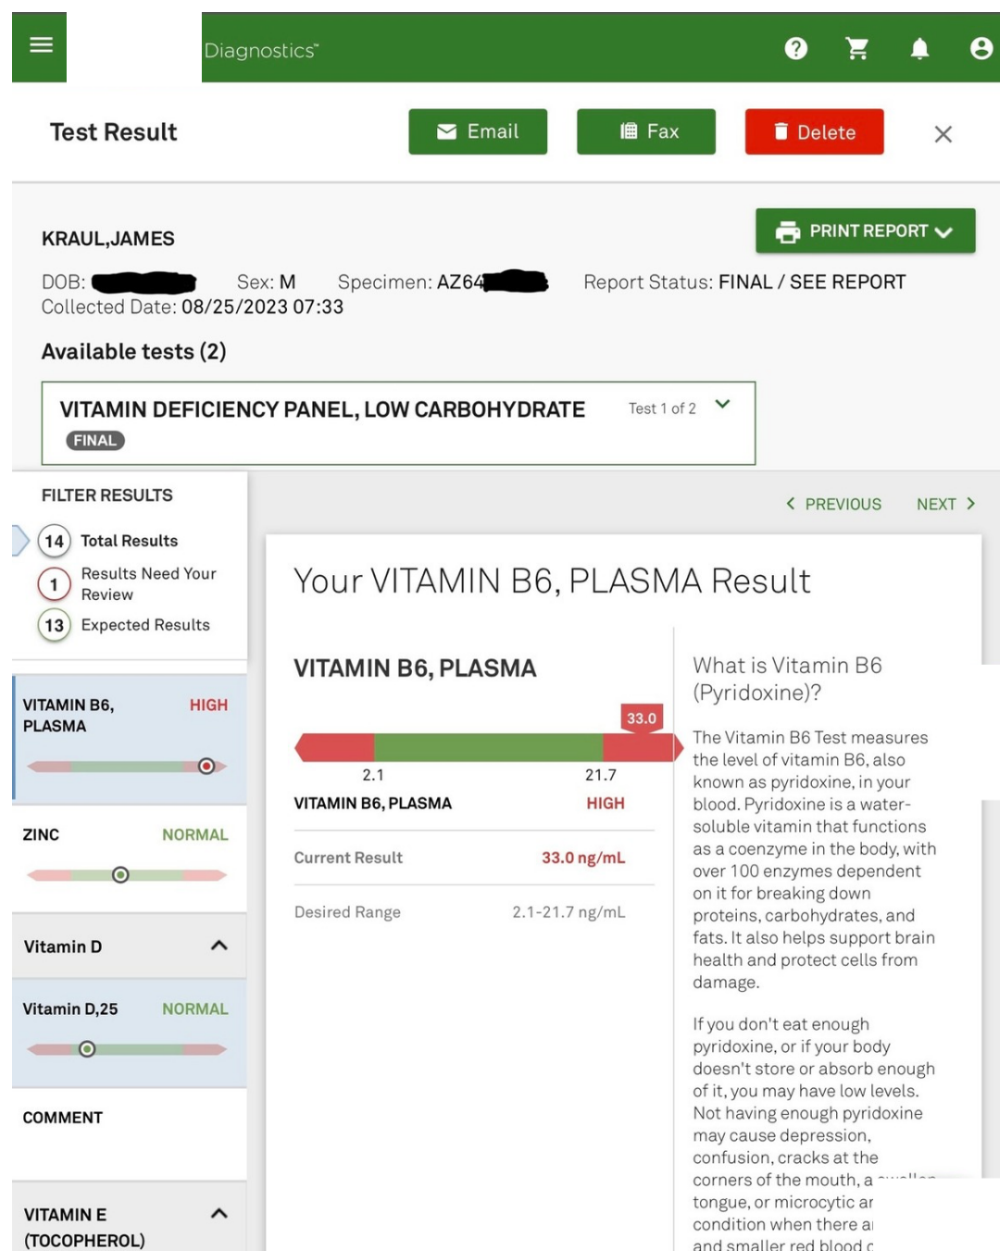 Diagnostics™
Test Result
Email
Fax
Delete
KRAUL,JAMES
PRINT REPORT
DOB:
Sex: M
Specimen: AZ64
Report Status: FINAL / SEE REPORT
Collected Date: 08/25/2023 07:33
Available tests (2)
VITAMIN DEFICIENCY PANEL, LOW CARBOHYDRATE
Test 1 of 2
FINAL
FILTER RESULTS
14 Total Results
1 Results Need Your
Review
13 Expected Results
VITAMIN B6,
PLASMA
HIGH
ZINC
NORMAL
Vitamin D
Vitamin D,25
NORMAL
COMMENT
VITAMIN E
(TOCOPHEROL)
PREVIOUS
NEXT
Your VITAMIN B6, PLASMA Result
VITAMIN B6, PLASMA
33.0
2.1
21.7
VITAMIN B6, PLASMA
HIGH
Current Result
33.0 ng/mL
Desired Range
2.1-21.7 ng/mL
What is Vitamin B6
(Pyridoxine)?
The Vitamin B6 Test measures
the level of vitamin B6, also
known as pyridoxine, in your
blood. Pyridoxine is a water-
soluble vitamin that functions
as a coenzyme in the body, with
over 100 enzymes dependent
on it for breaking down
proteins, carbohydrates, and
fats. It also helps support brain
health and protect cells from
damage.
If you don't eat enough
pyridoxine, or if your body
doesn't store or absorb enough
of it, you may have low levels.
Not having enough pyridoxine
may cause depression,
confusion, cracks at the
corners of the mouth, a
tongue, or microcytic
condition when there
and smaller red blood